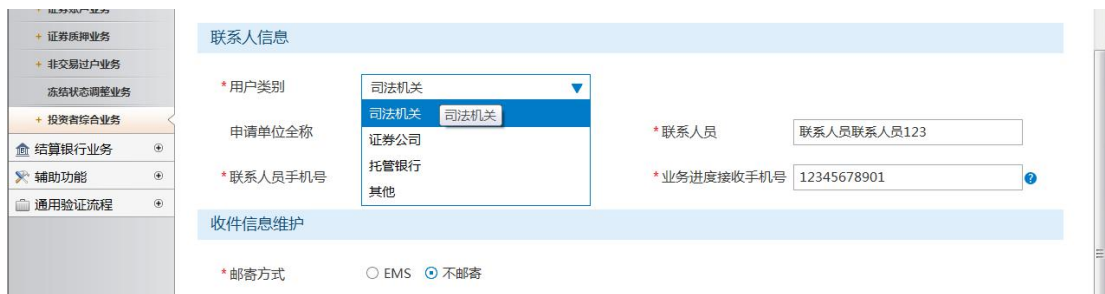 + 证券质押业务
+ 非交易过户业务
冻结状态调整业务
+ 投资者综合业务
结算银行业务
辅助功能
通用验证流程
联系人信息
*用户类别 司法机关
司法机关 司法机关
证券公司
托管银行
其他
申请单位全称 *联系人员 联系人员联系人员123
*联系人员手机号 *业务进度接收手机号 12345678901
收件信息维护
*邮寄方式 EMS 不邮寄